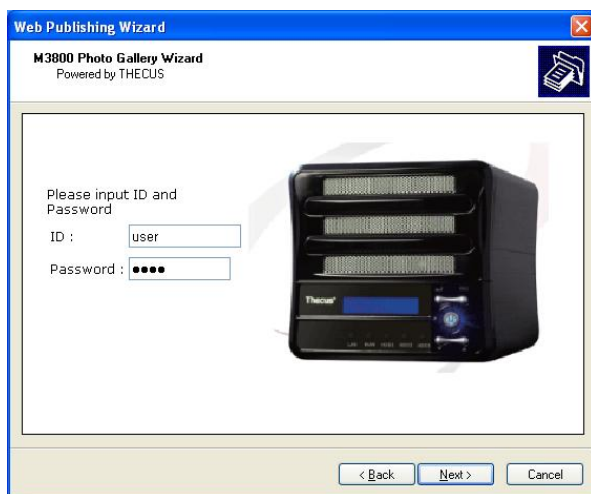 Web Publishing Wizard
M3800 Photo Gallery Wizard
Powered by THECUS
Please input ID and
Password
ID :
user
Password :
Thecus
LAN
< Back
Next >
Cancel